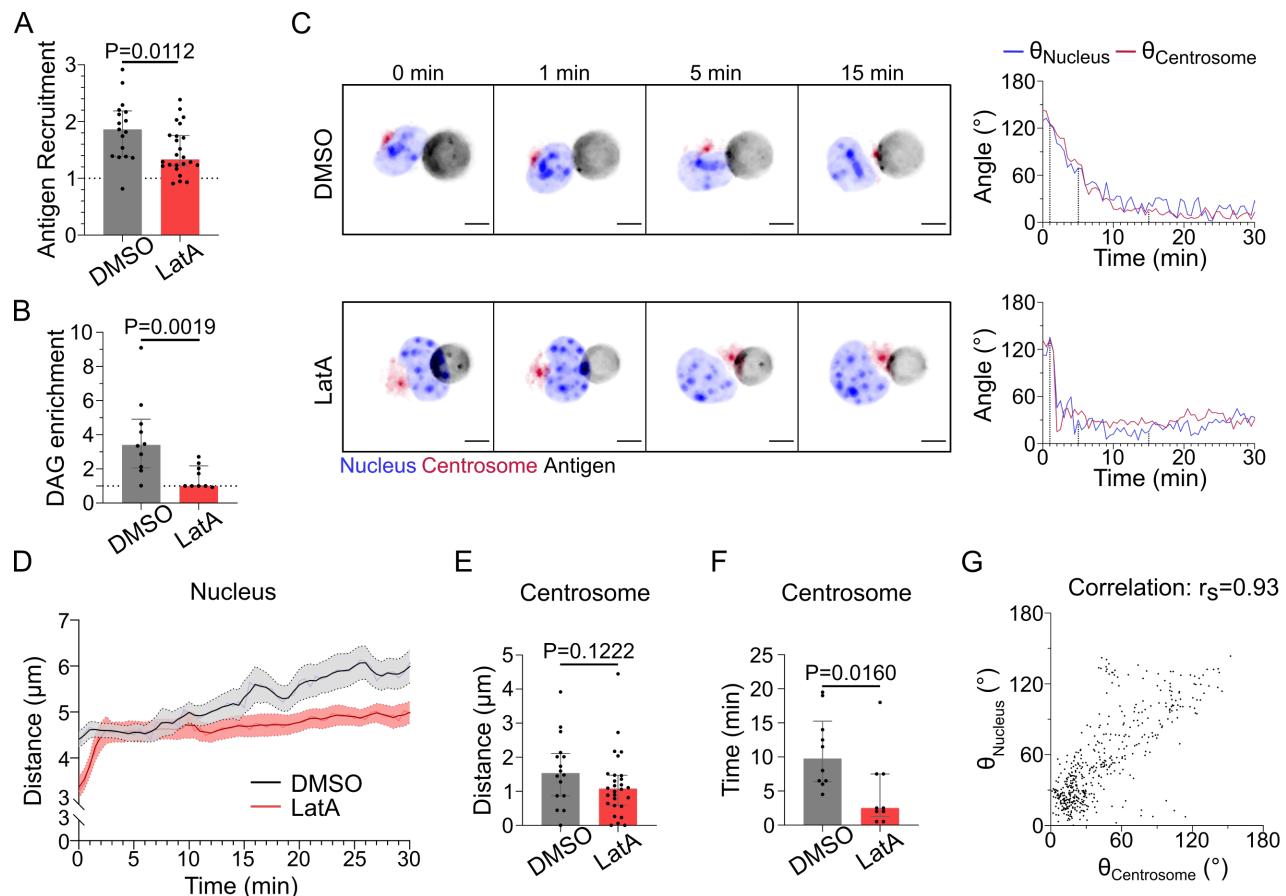 A
P=0.0112
Antigen Recruitment
3
2
1
0
DMSO
LatA
B
P=0.0019
DAG enrichment
10
8
6
4
2
0
DMSO
LatA
C
0 min
1 min
5 min
15 min
DMSO
LatA
Nucleus Centrosome Antigen
θNucleus θCentrosome
180
120
60
0
Angle (°)
0 10 20 30
Time (min)
180
120
60
0
Angle (°)
0 10 20 30
Time (min)
D
Nucleus
7
6
5
4
3
3
0
Distance (µm)
DMSO
LatA
0 5 10 15 20 25 30
Time (min)
E
Centrosome
P=0.1222
Distance (µm)
5
4
3
2
1
0
DMSO
LatA
F
Centrosome
P=0.0160
Time (min)
25
20
15
10
5
0
DMSO
LatA
G
Correlation: rs=0.93
180
120
60
0
θNucleus (°)
0 60 120 180
θCentrosome (°)